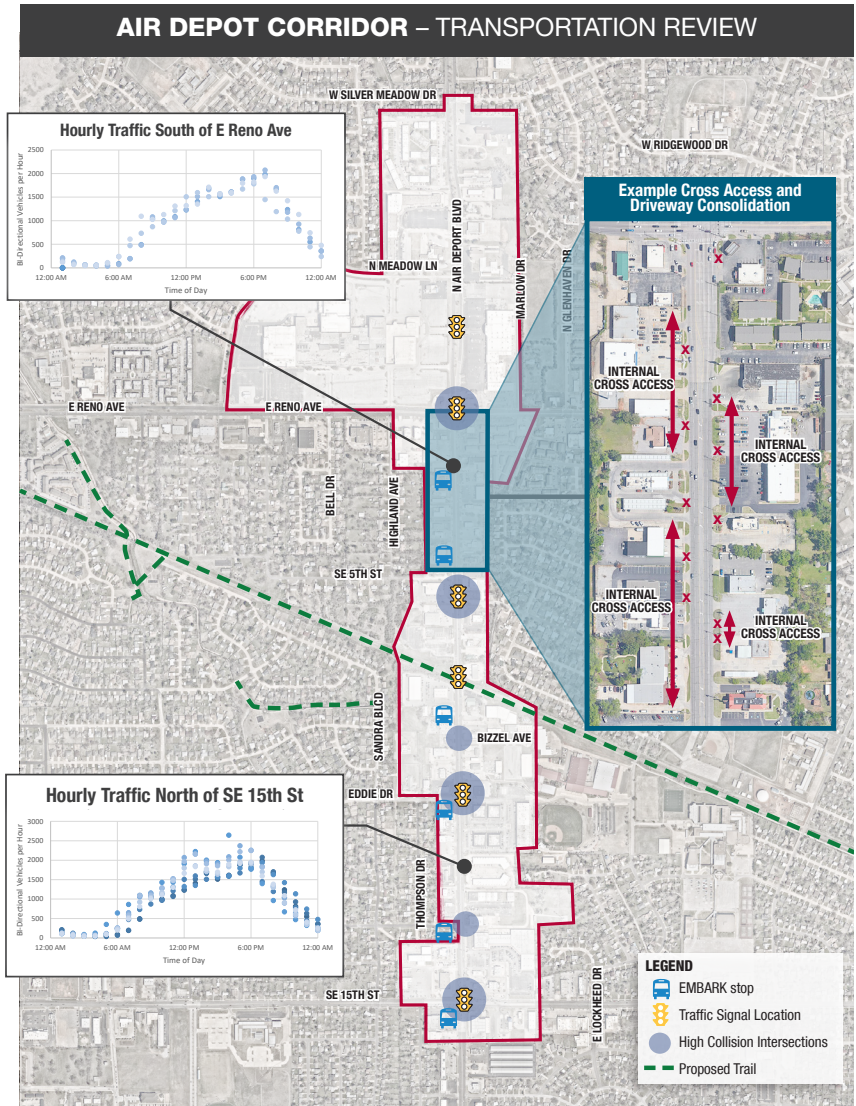 AIR DEPOT CORRIDOR – TRANSPORTATION REVIEW
W SILVER MEADOW DR
W RIDGEWOOD DR
Hourly Traffic South of E Reno Ave
2500
2000
1500
1000
500
0
Bi-Directional Vehicles per Hour
12:00 AM 6:00 AM 12:00 PM 6:00 PM 12:00 AM
Time of Day
N MEADOW LN
N AIR DEPORT BLVD
MARLOW DR
N GLENHAVEN DR
Example Cross Access and
Driveway Consolidation
X
X
X
X
X
X
X
X
X
X
X
X
INTERNAL
CROSS ACCESS
INTERNAL
CROSS ACCESS
INTERNAL
CROSS ACCESS
INTERNAL
CROSS ACCESS
E RENO AVE
E RENO AVE
BELL DR
HIGHLAND AVE
SE 5TH ST
SANDRA BLCD
BIZZEL AVE
EDDIE DR
Hourly Traffic North of SE 15th St
3000
2500
2000
1500
1000
500
0
Bi-Directional Vehicles per Hour
12:00 AM 6:00 AM 12:00 PM 6:00 PM 12:00 AM
Time of Day
THOMPSON DR
SE 15TH ST
E LOCKHEED DR
LEGEND
EMBARK stop
Traffic Signal Location
High Collision Intersections
Proposed Trail